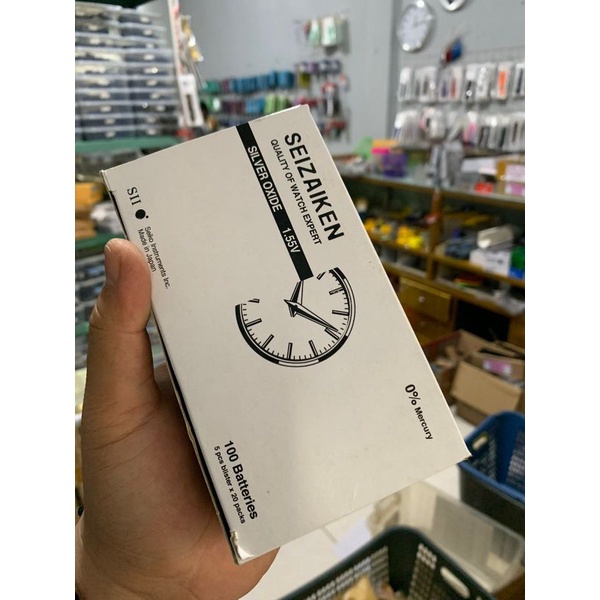 SEIZAIKEN
QUALITY OF WATCH EXPERT
SILVER OXIDE 1.55V
SII
Seiko Instruments Inc.
Made in Japan
0% Mercury
100 Batteries
5 pcs blister x 20 packs